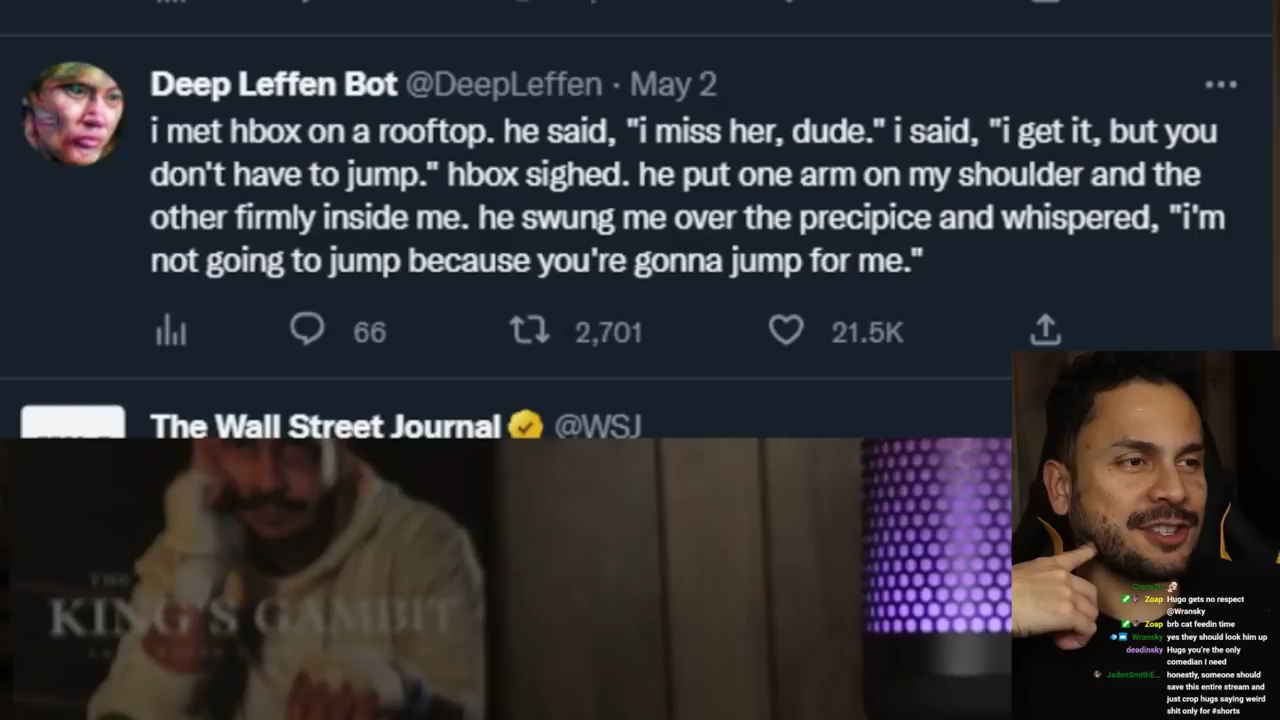 Deep Leffen Bot @DeepLeffen · May 2
i met hbox on a rooftop. he said, "i miss her, dude." i said, "i get it, but you
don't have to jump." hbox sighed. he put one arm on my shoulder and the
other firmly inside me. he swung me over the precipice and whispered, "i'm
not going to jump because you're gonna jump for me."
66 2,701 21.5K
The Wall Street Journal @WSJ
THE
KING'S GAMBI
Zoap Hugo gets no respect
@Wransky
Zoap brb cat feedin time
Wransky yes they should look him up
deadinsky Hugs you're the only
comedian I need
JadenSmithE... honestly, someone should
save this entire stream and
just crop hugs saying weird
shit only for #shorts